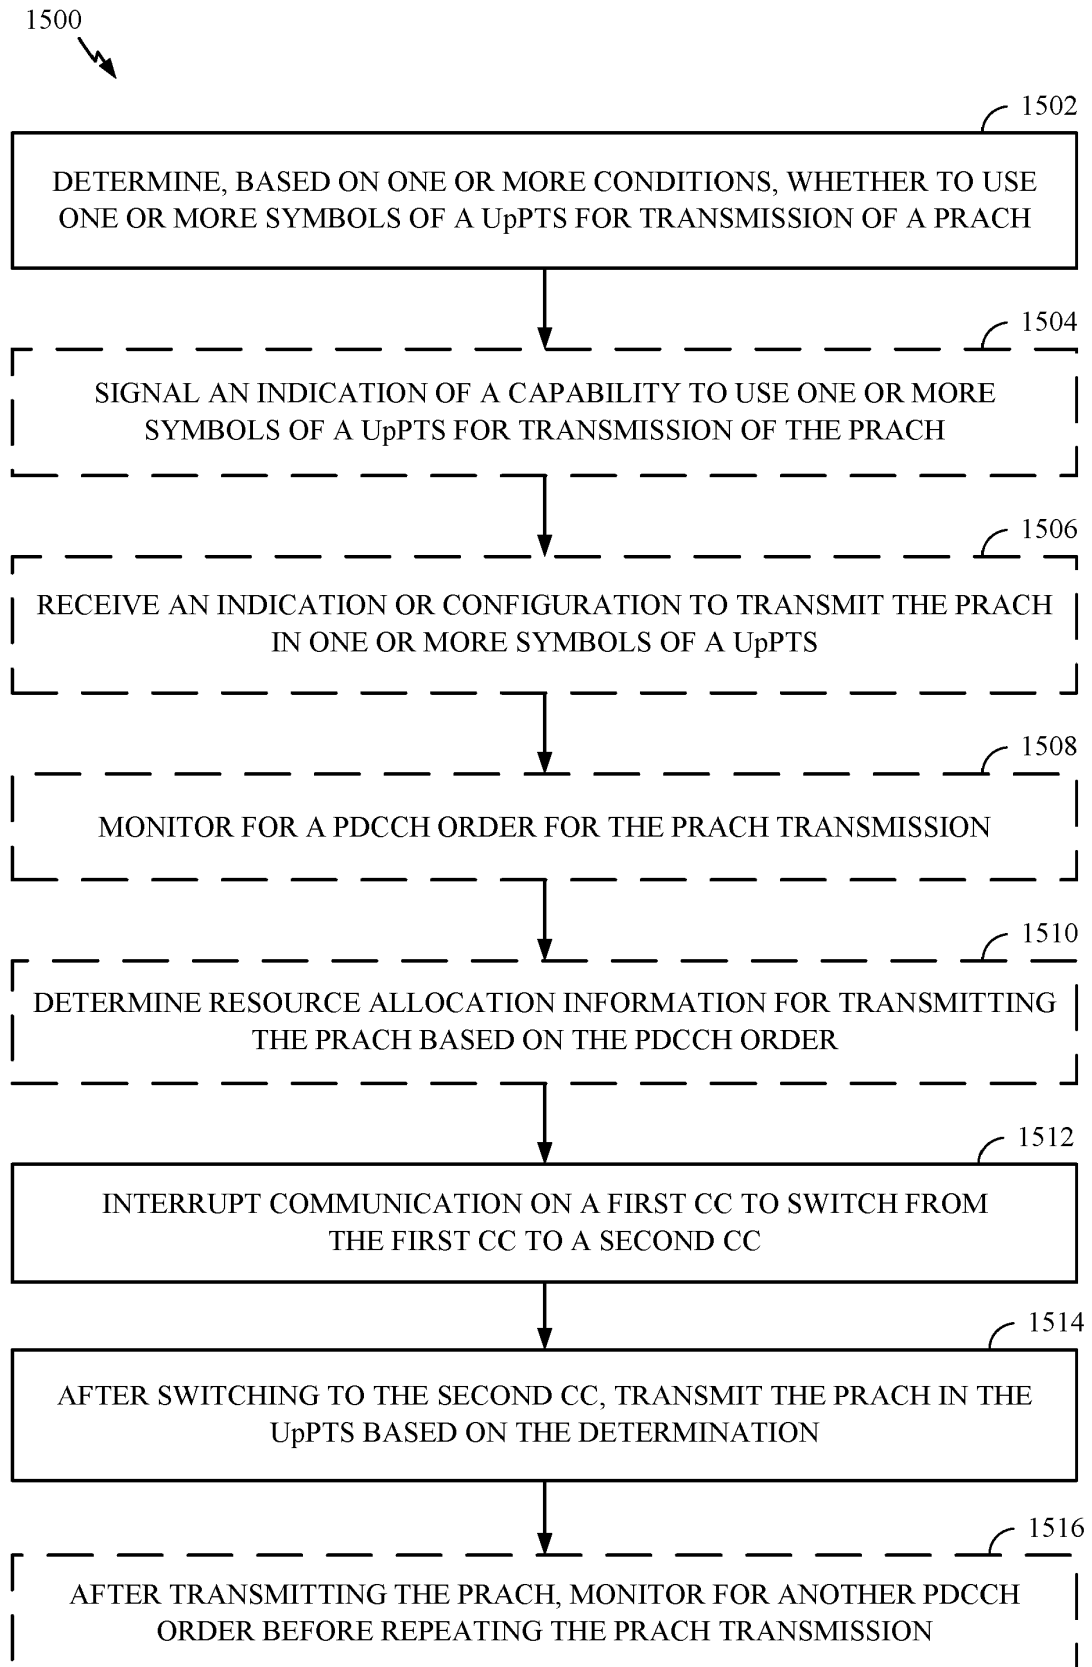 1500
1502
DETERMINE, BASED ON ONE OR MORE CONDITIONS, WHETHER TO USE
ONE OR MORE SYMBOLS OF A UpPTS FOR TRANSMISSION OF A PRACH
1504
SIGNAL AN INDICATION OF A CAPABILITY TO USE ONE OR MORE
SYMBOLS OF A UpPTS FOR TRANSMISSION OF THE PRACH
1506
RECEIVE AN INDICATION OR CONFIGURATION TO TRANSMIT THE PRACH
IN ONE OR MORE SYMBOLS OF A UpPTS
1508
MONITOR FOR A PDCCH ORDER FOR THE PRACH TRANSMISSION
1510
DETERMINE RESOURCE ALLOCATION INFORMATION FOR TRANSMITTING
THE PRACH BASED ON THE PDCCH ORDER
1512
INTERRUPT COMMUNICATION ON A FIRST CC TO SWITCH FROM
THE FIRST CC TO A SECOND CC
1514
AFTER SWITCHING TO THE SECOND CC, TRANSMIT THE PRACH IN THE
UpPTS BASED ON THE DETERMINATION
1516
AFTER TRANSMITTING THE PRACH, MONITOR FOR ANOTHER PDCCH
ORDER BEFORE REPEATING THE PRACH TRANSMISSION